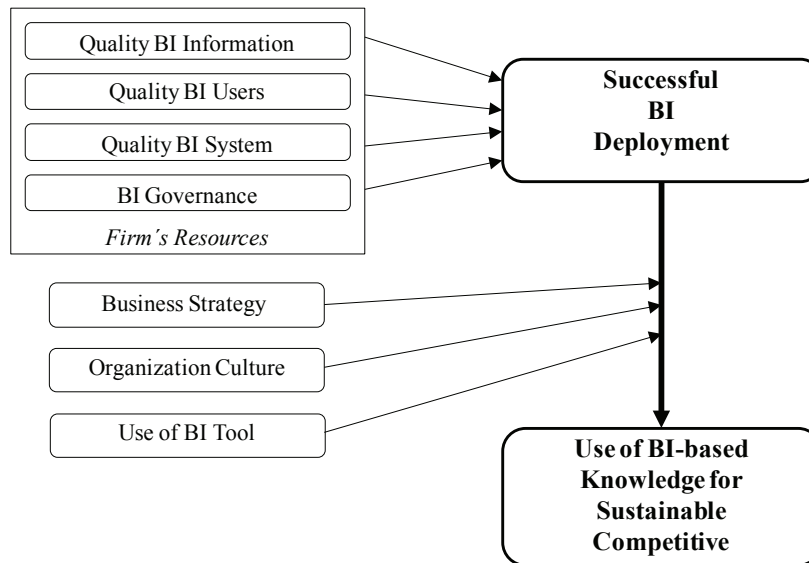 Quality BI Information
Quality BI Users
Quality BI System
BI Governance
Firm´s Resources
Successful
BI
Deployment
Business Strategy
Organization Culture
Use of BI Tool
Use of BI-based
Knowledge for
Sustainable
Competitive